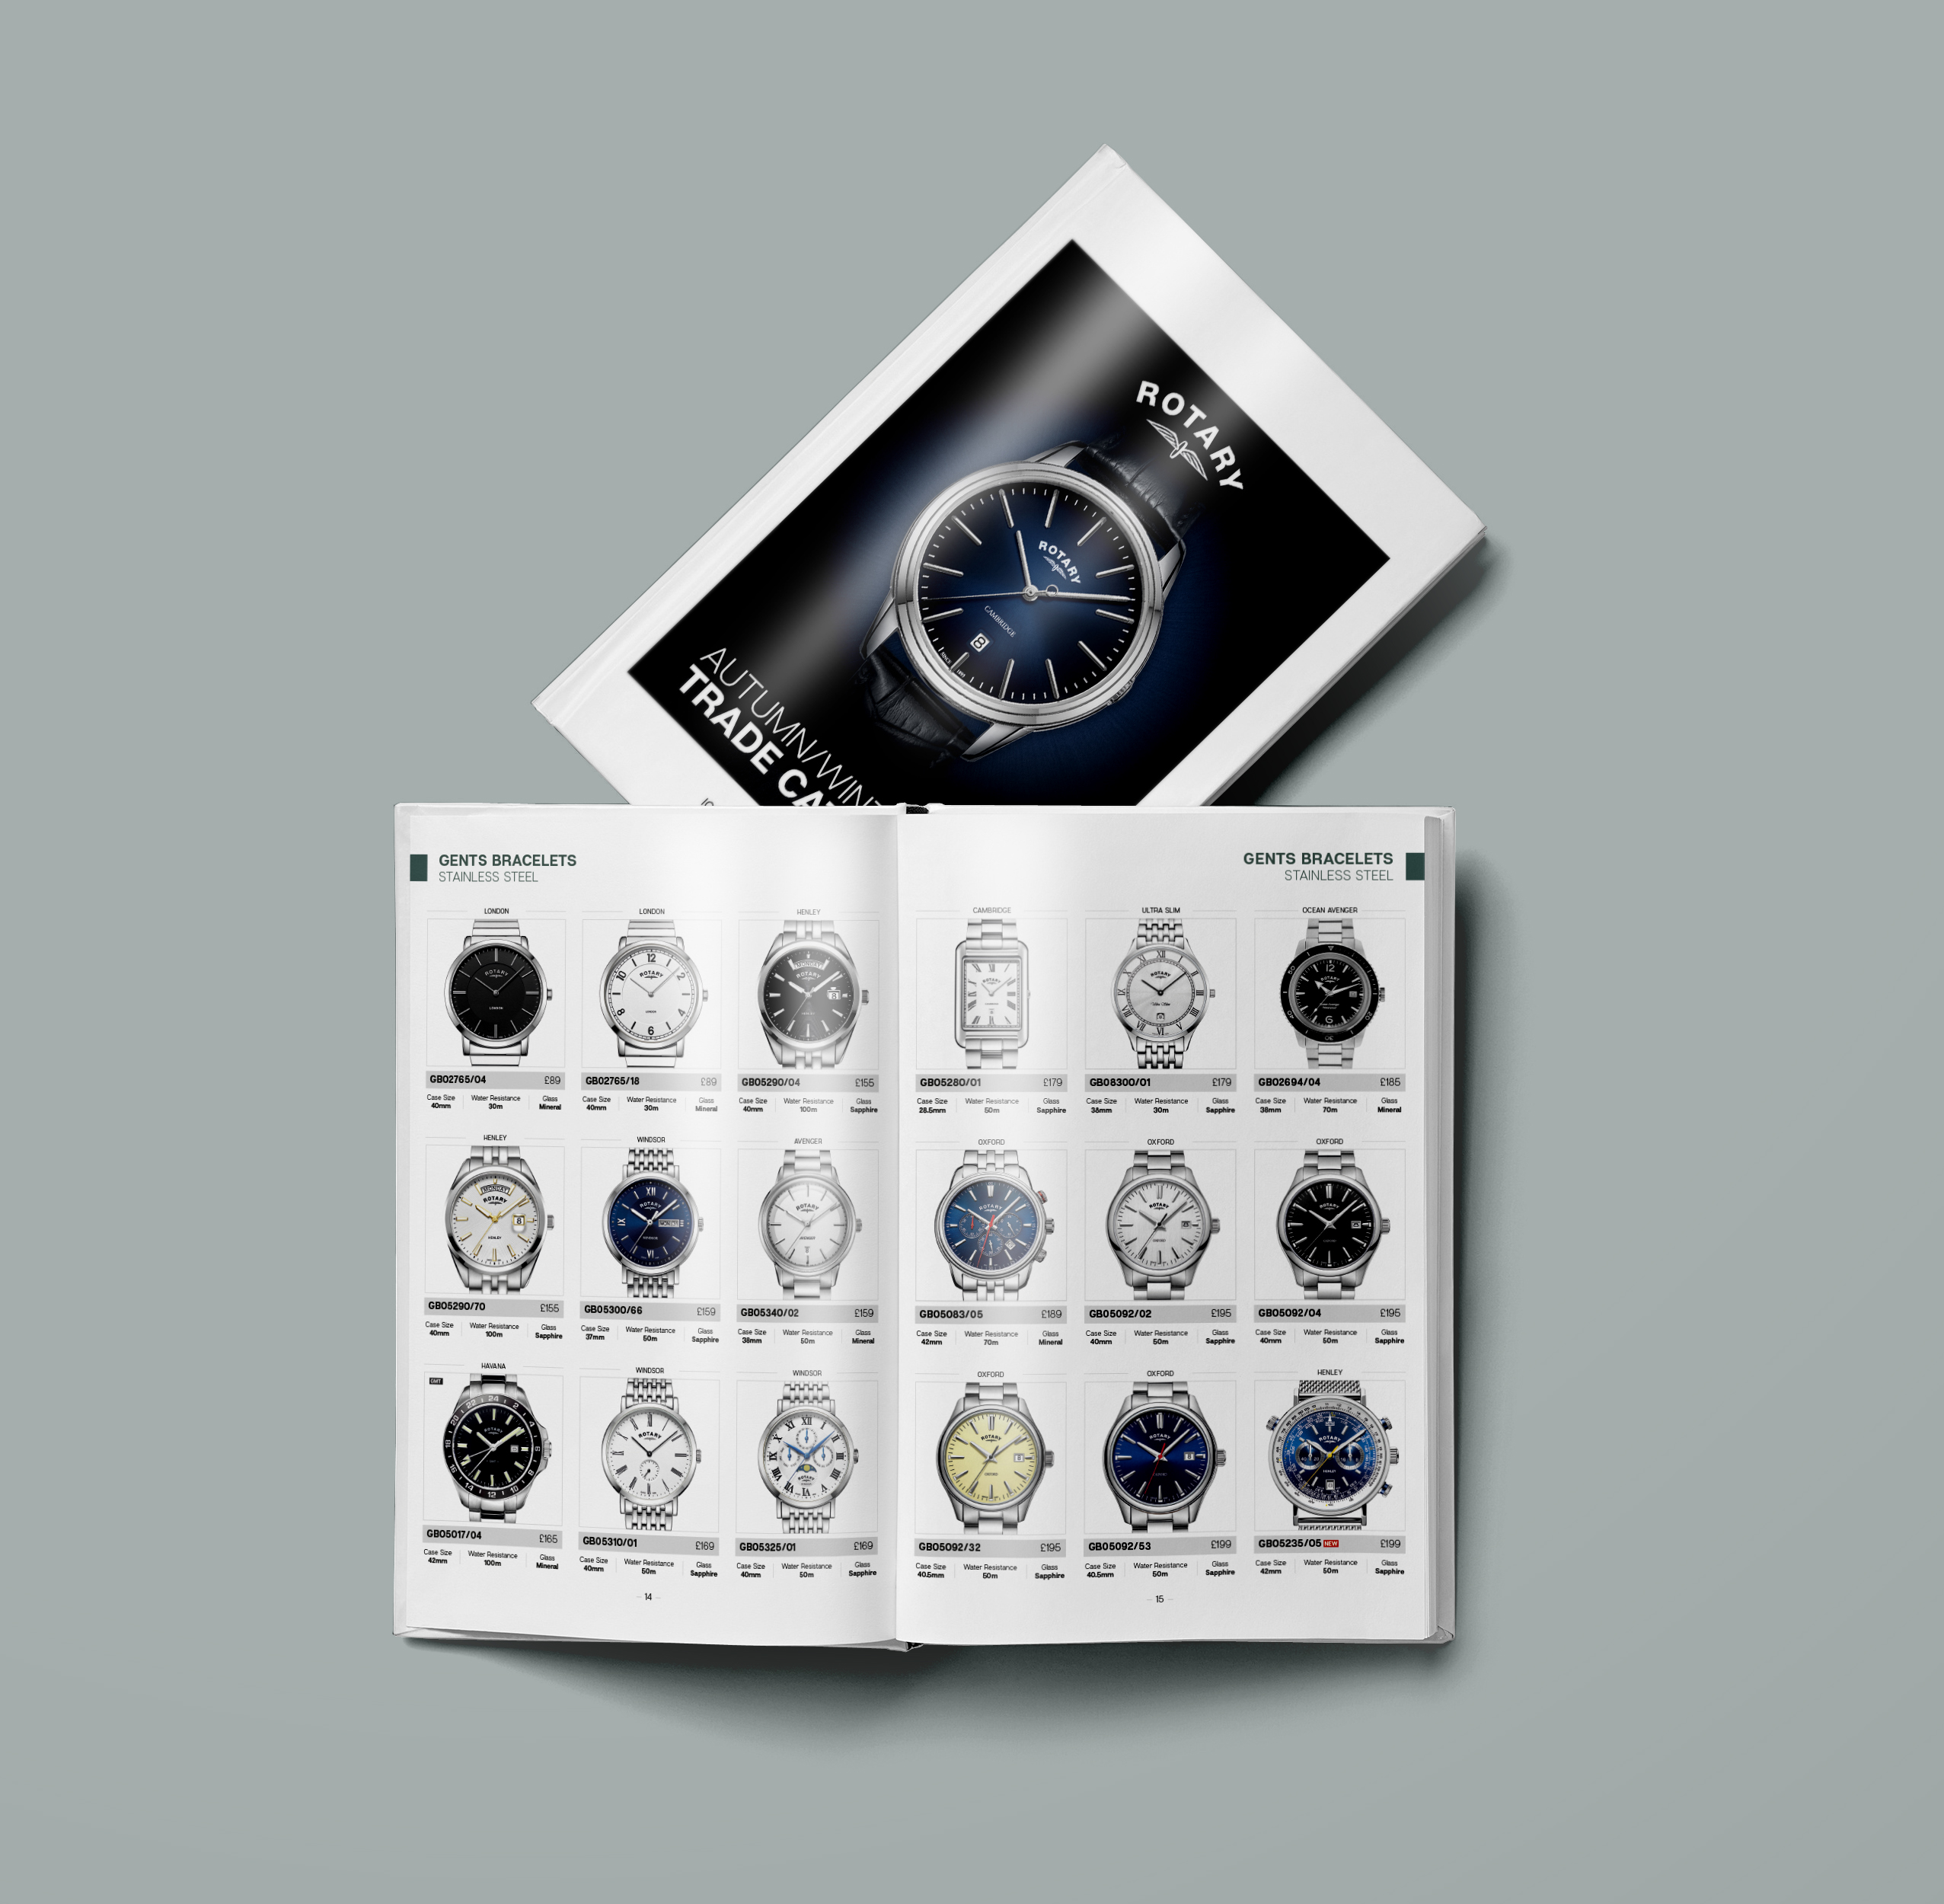 ROTARY
ROTARY
CAMBRIDGE
8
AUTUMN/WINT
TRADE CA
GENTS BRACELETS
STAINLESS STEEL
LONDON LONDON HENLEY
GB02765/04 £89 GB02765/18 £89 GB05290/04 £155
Case Size Water Resistance Glass Case Size Water Resistance Glass Case Size Water Resistance Glass
40mm 30m Mineral 40mm 30m Mineral 40mm 100m Sapphire
HENLEY WINDSOR AVENGER
GB05290/70 £155 GB05300/66 £159 GB05340/02 £159
Case Size Water Resistance Glass Case Size Water Resistance Glass Case Size Water Resistance Glass
40mm 100m Sapphire 37mm 50m Sapphire 38mm 50m Mineral
HAVANA WINDSOR WINDSOR
GMT
GB05017/04 £165 GB05310/01 £169 GB05325/01 £169
Case Size Water Resistance Glass Case Size Water Resistance Glass Case Size Water Resistance Glass
42mm 100m Mineral 40mm 50m Sapphire 40mm 50m Sapphire
14
GENTS BRACELETS
STAINLESS STEEL
CAMBRIDGE ULTRA SLIM OCEAN AVENGER
GB05280/01 £179 GB08300/01 £179 GB02694/04 £185
Case Size Water Resistance Glass Case Size Water Resistance Glass Case Size Water Resistance Glass
28.5mm 50m Sapphire 38mm 30m Sapphire 38mm 70m Mineral
OXFORD OXFORD OXFORD
GB05083/05 £189 GB05092/02 £195 GB05092/04 £195
Case Size Water Resistance Glass Case Size Water Resistance Glass Case Size Water Resistance Glass
42mm 70m Mineral 40mm 50m Sapphire 40mm 50m Sapphire
OXFORD OXFORD HENLEY
GB05092/32 £195 GB05092/53 £199 GB05235/05 NEW £199
Case Size Water Resistance Glass Case Size Water Resistance Glass Case Size Water Resistance Glass
40.5mm 50m Sapphire 40.5mm 50m Sapphire 42mm 50m Sapphire
15